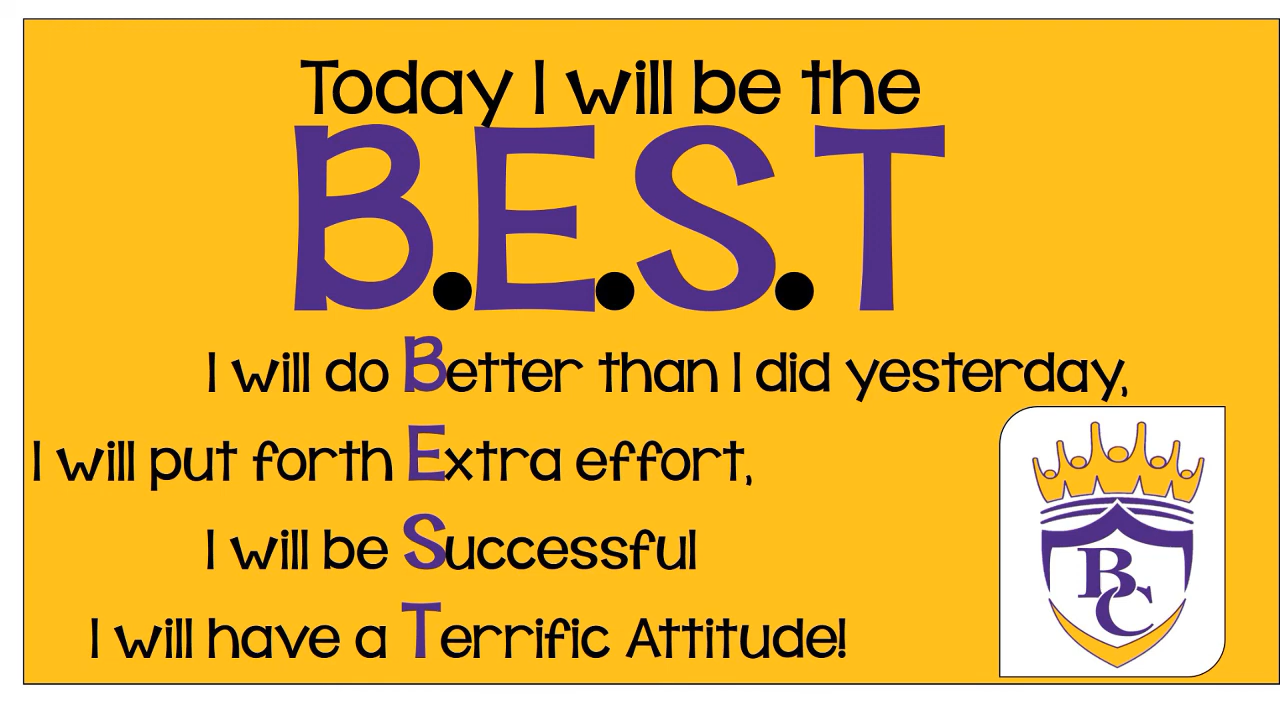 Today I will be the
B.E.S.T
I will do Better than I did yesterday,
I will put forth Extra effort,
I will be Successful
I will have a Terrific Attitude!
BC